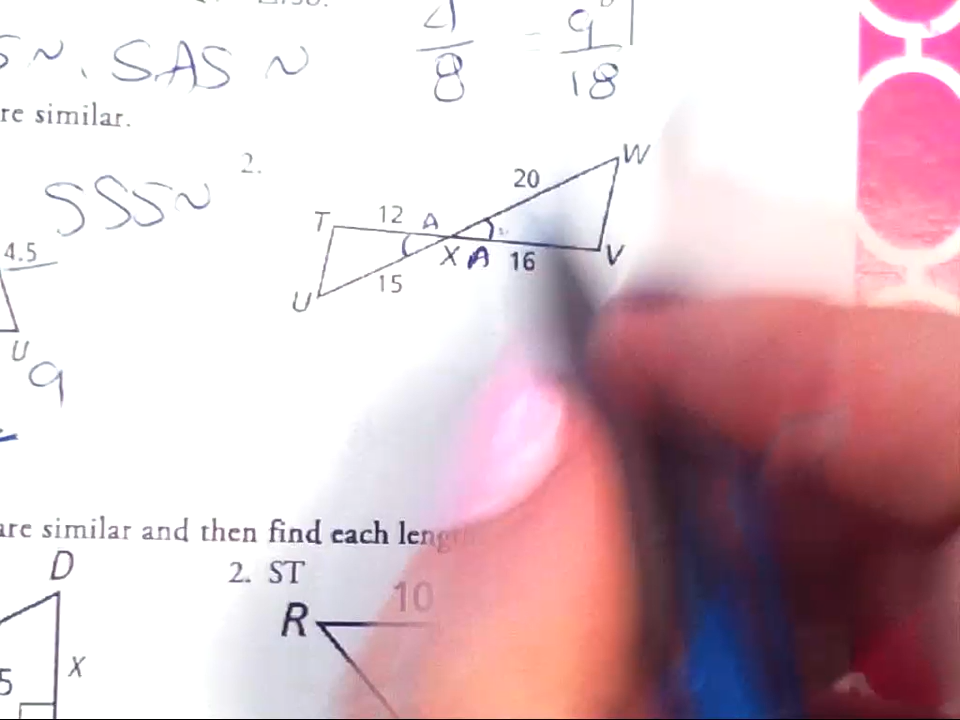 SAS ~ 4/8 = 9/18
re similar.
SSS~ 2.
W
20
T 12 A
X A 16 V
U 15
4.5
U
9
are similar and then find each leng
D 2. ST
R 10
5 x